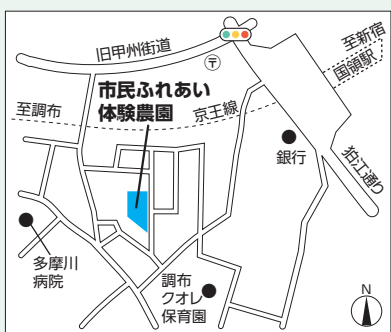 旧甲州街道
〒
至新宿
国領駅
市民ふれあい
体験農園
至調布
京王線
銀行
狛江通り
多摩川
病院
調布
クオレ
保育園
N